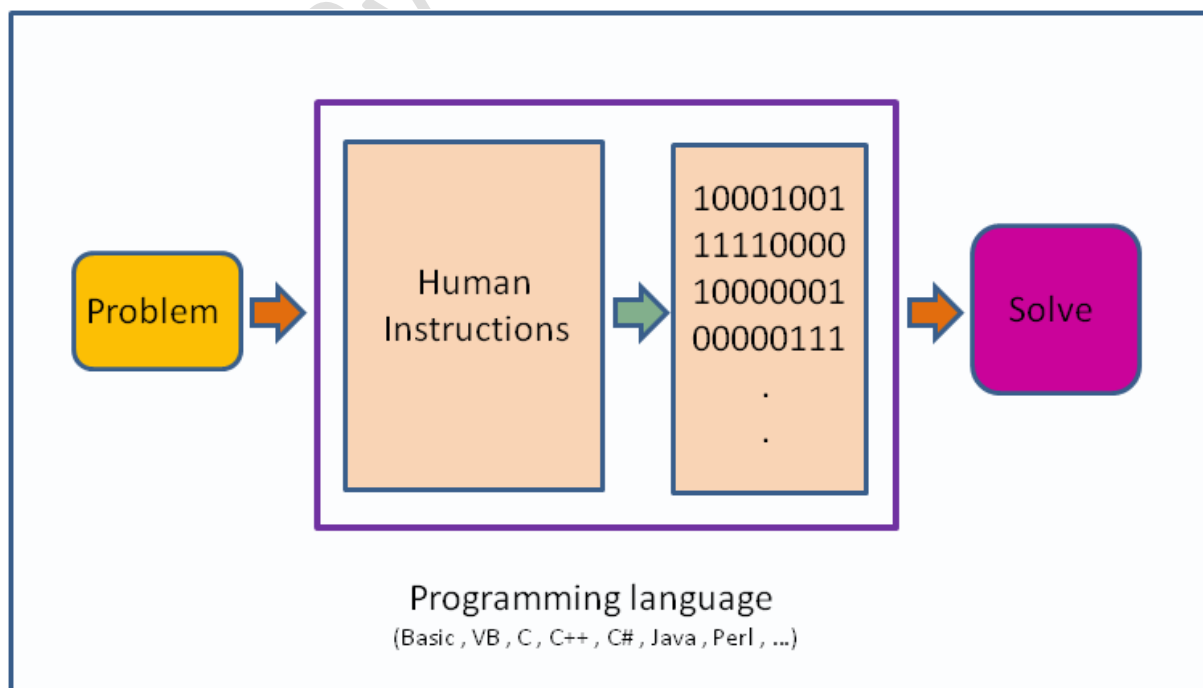 Problem
Human
Instructions
10001001
11110000
10000001
00000111
.
.
Solve
Programming language
(Basic , VB , C , C++ , C# , Java , Perl , ...)